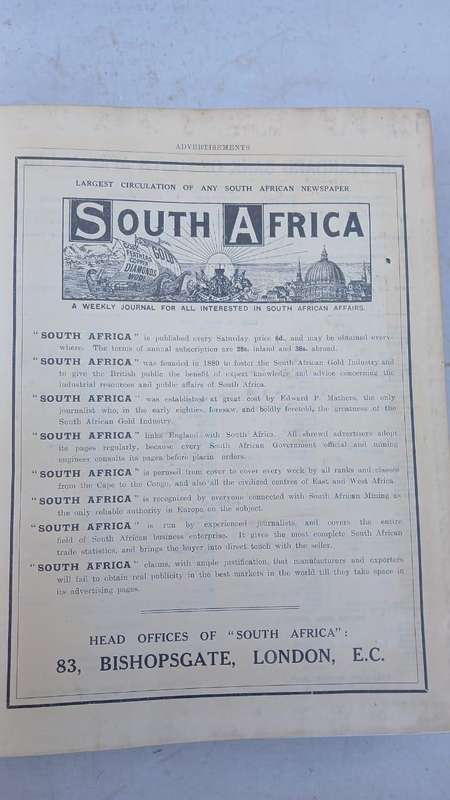 ADVERTISEMENTS
LARGEST CIRCULATION OF ANY SOUTH AFRICAN NEWSPAPER
SOUTH AFRICA
GOLD
FEATHERS
COPPER
DIAMONDS
WOOL
A WEEKLY JOURNAL FOR ALL INTERESTED IN SOUTH AFRICAN AFFAIRS.
"SOUTH AFRICA" is published every Saturday, price 6d., and may be obtained every-
where. The terms of annual subscription are inland and abroad.
"SOUTH AFRICA" was founded in 1889 to foster the South African Gold Industry and
to give the British public the benefit of expert knowledge and advice concerning the
industrial resources and public affairs of South Africa.
"SOUTH AFRICA" was established at great cost by Edward P. Mathers, the only
journalist who, in the early eighties, foresaw, and boldly foretold, the greatness of the
South African Gold Industry.
"SOUTH AFRICA" links England with South Africa. All shrewd advertisers adopt
its pages regularly, because every South African Government official and mining
engineer consults its pages before placin orders.
"SOUTH AFRICA" is perused from cover to cover every week by all ranks and classes
from the Cape to the Congo, and also all the civilized centres of East and West Africa
"SOUTH AFRICA" is recognized by everyone connected with South African Mining as
the only reliable authority in Europe on the subject.
"SOUTH AFRICA" is run by experienced journalists, and covers the entire
field of South African business enterprise. It gives the most complete South African
trade statistics, and brings the buyer into direct touch with the seller.
"SOUTH AFRICA" claims, with ample justification, that manufacturers and exporters
will fail to obtain real publicity in the best markets in the world till they take space in
its advertising pages.
HEAD OFFICES OF "SOUTH AFRICA":
83, BISHOPSGATE, LONDON, E.C.